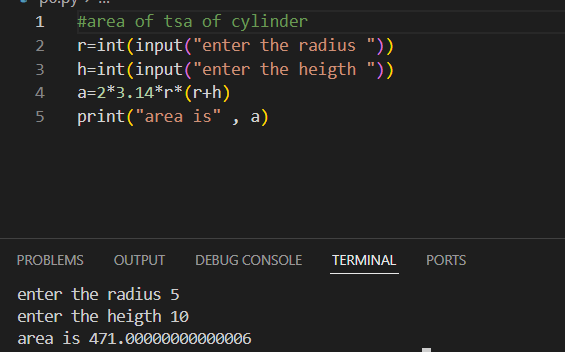 1 #area of tsa of cylinder
2 r=int(input("enter the radius "))
3 h=int(input("enter the heigth "))
4 a=2*3.14*r*(r+h)
5 print("area is" , a)
PROBLEMS OUTPUT DEBUG CONSOLE TERMINAL PORTS
enter the radius 5
enter the heigth 10
area is 471.00000000000006